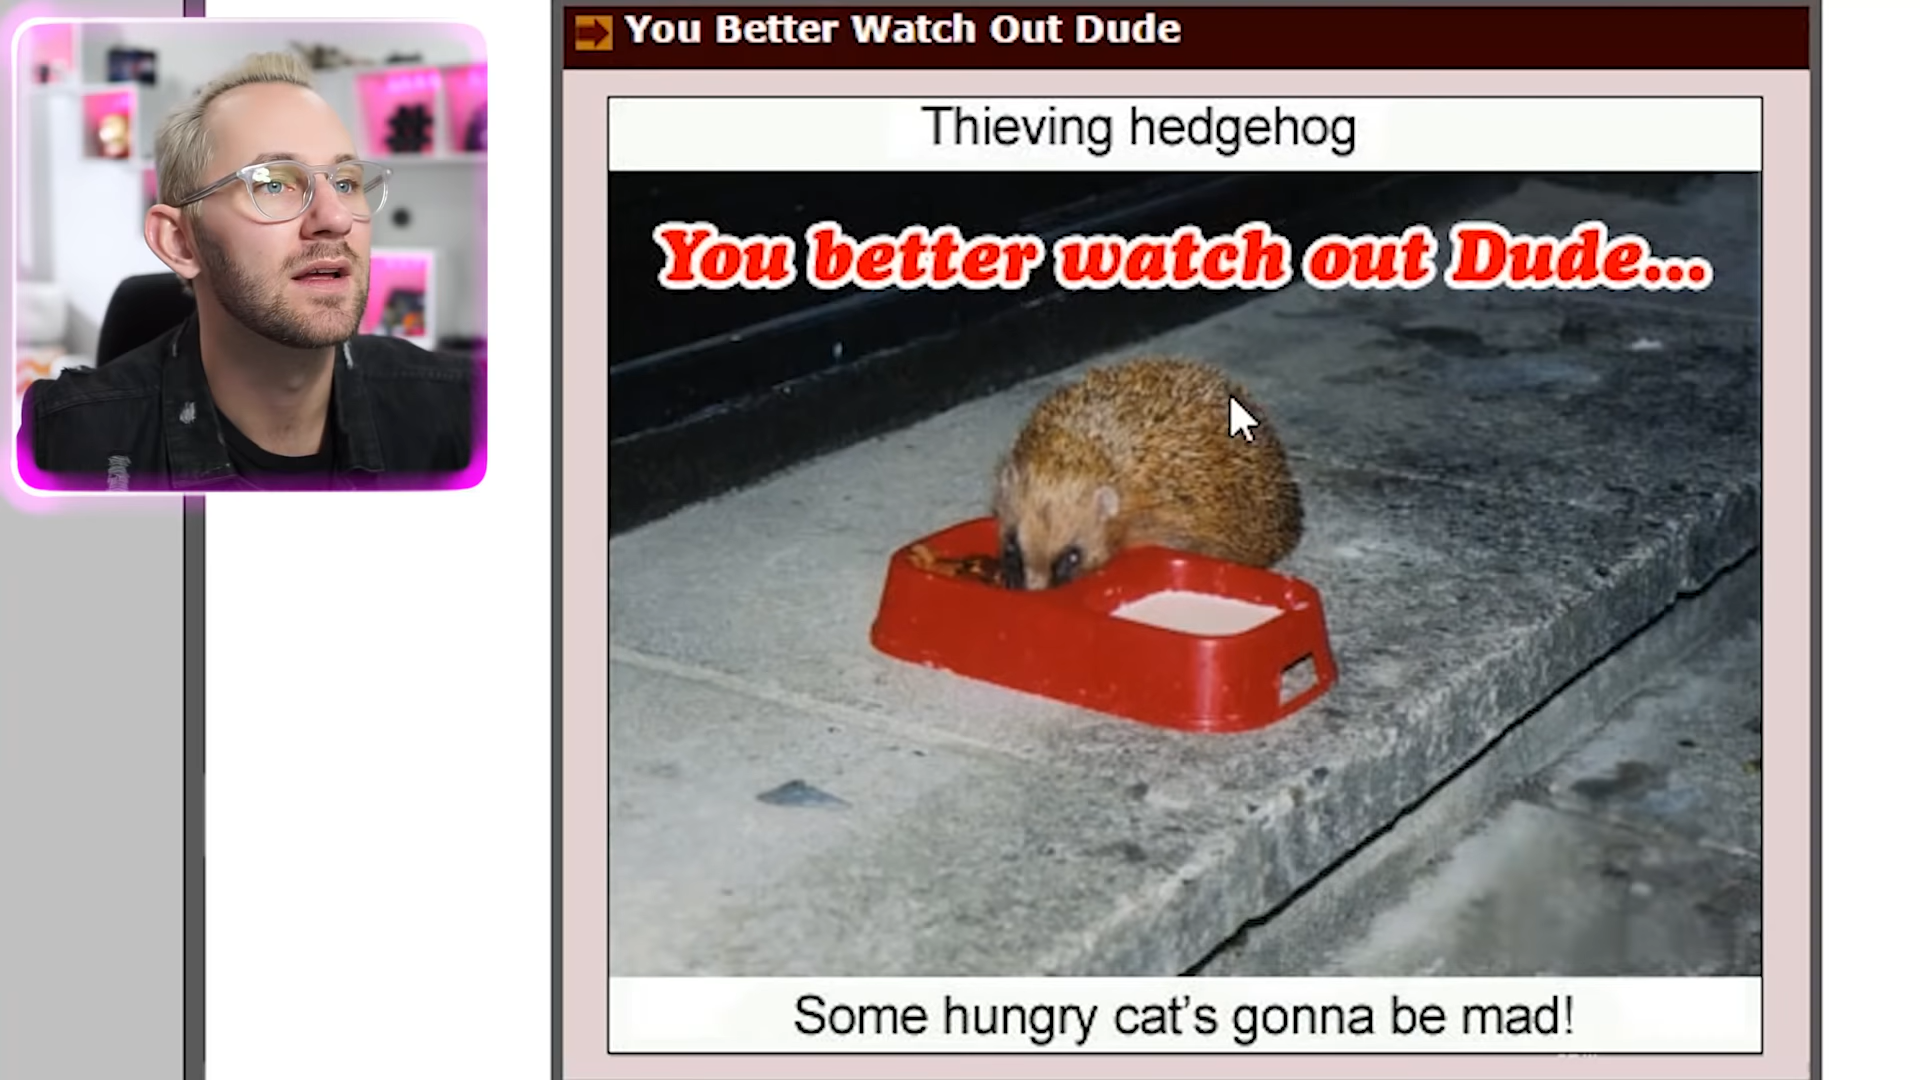 You Better Watch Out Dude
Thieving hedgehog
You better watch out Dude...
Some hungry cat's gonna be mad!